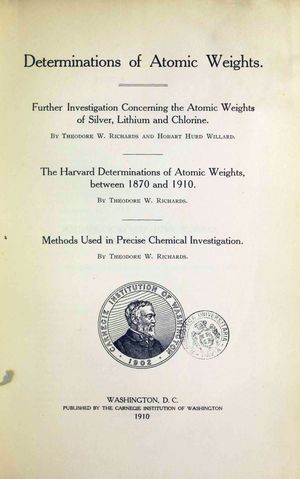 Determinations of Atomic Weights.
Further Investigation Concerning the Atomic Weights
of Silver, Lithium and Chlorine.
By Theodore W. Richards and Hobart Hurd Willard.
The Harvard Determinations of Atomic Weights,
between 1870 and 1910.
By Theodore W. Richards.
Methods Used in Precise Chemical Investigation.
By Theodore W. Richards.
CARNEGIE INSTITUTION OF WASHINGTON
1902
WASHINGTON, D. C.
PUBLISHED BY THE CARNEGIE INSTITUTION OF WASHINGTON
1910